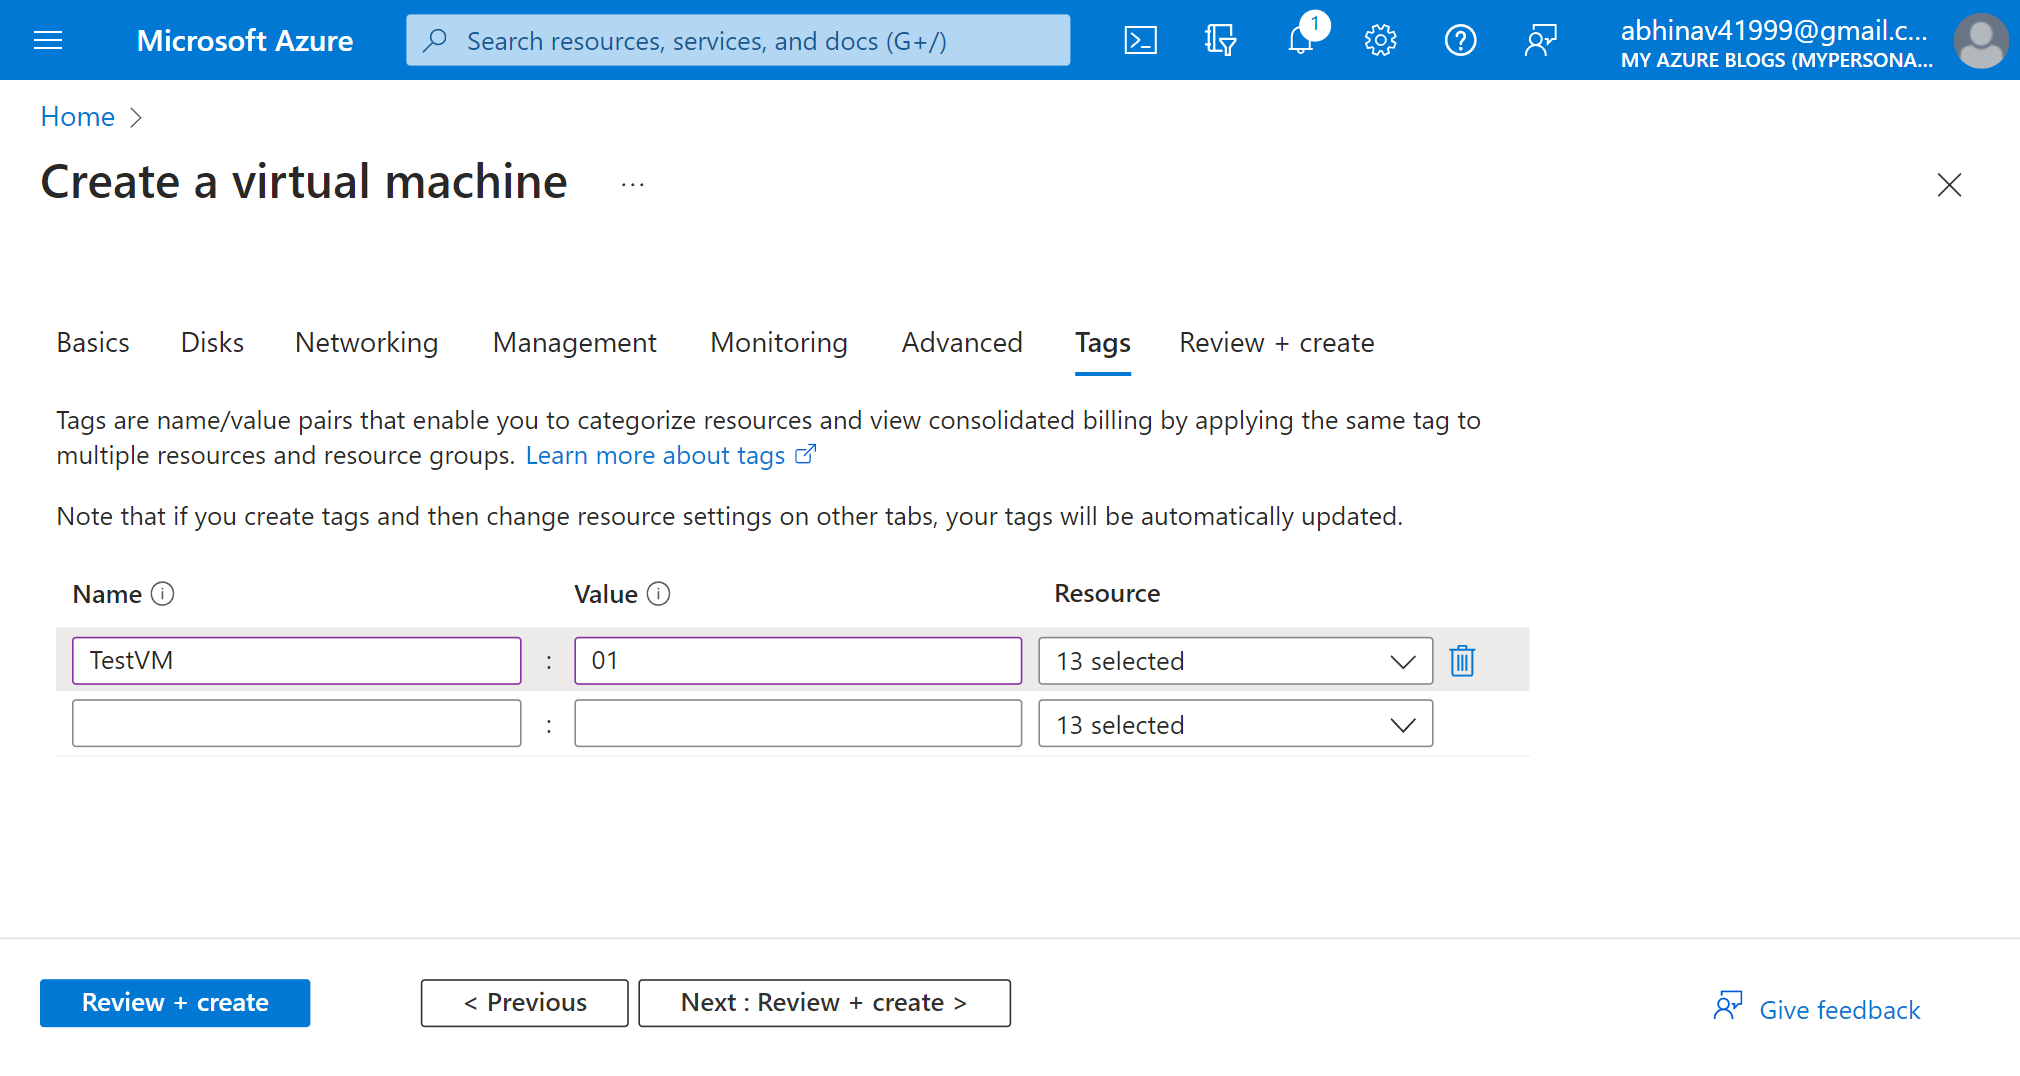 Microsoft Azure
Search resources, services, and docs (G+/)
1
abhinav41999@gmail.c...
MY AZURE BLOGS (MYPERSONA...
Home
Create a virtual machine
...
Basics Disks Networking Management Monitoring Advanced Tags Review + create
Tags are name/value pairs that enable you to categorize resources and view consolidated billing by applying the same tag to
multiple resources and resource groups. Learn more about tags
Note that if you create tags and then change resource settings on other tabs, your tags will be automatically updated.
Name Value Resource
TestVM : 01 13 selected
: 13 selected
Review + create < Previous Next : Review + create > Give feedback